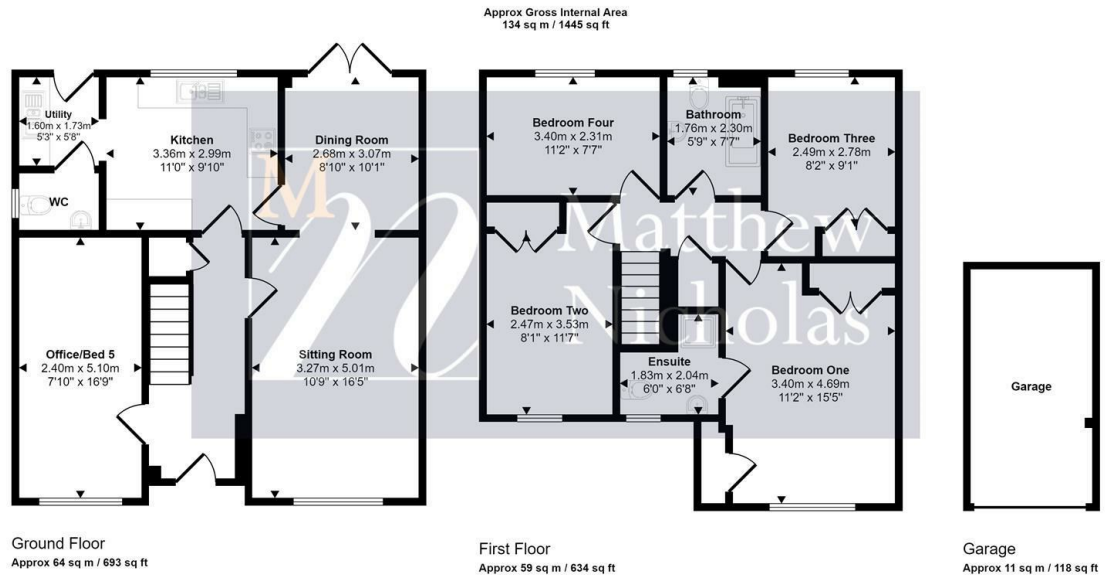 Approx Gross Internal Area
134 sq m / 1445 sq ft
Utility
1.60m x 1.73m
5'3" x 5'8"
Kitchen
3.36m x 2.99m
11'0" x 9'10"
Dining Room
2.68m x 3.07m
8'10" x 10'1"
WC
Office/Bed 5
2.40m x 5.10m
7'10" x 16'9"
Sitting Room
3.27m x 5.01m
10'9" x 16'5"
Ground Floor
Approx 64 sq m / 693 sq ft
Bedroom Four
3.40m x 2.31m
11'2" x 7'7"
Bathroom
1.76m x 2.30m
5'9" x 7'7"
Bedroom Three
2.49m x 2.78m
8'2" x 9'1"
Bedroom Two
2.47m x 3.53m
8'1" x 11'7"
Ensuite
1.83m x 2.04m
6'0" x 6'8"
Bedroom One
3.40m x 4.69m
11'2" x 15'5"
First Floor
Approx 59 sq m / 634 sq ft
Garage
Garage
Approx 11 sq m / 118 sq ft
M
n
Matthew
Nicholas